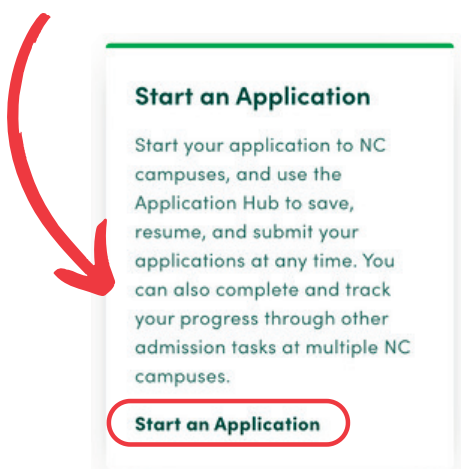 Start an Application
Start your application to NC
campuses, and use the
Application Hub to save,
resume, and submit your
applications at any time. You
can also complete and track
your progress through other
admission tasks at multiple NC
campuses.
Start an Application